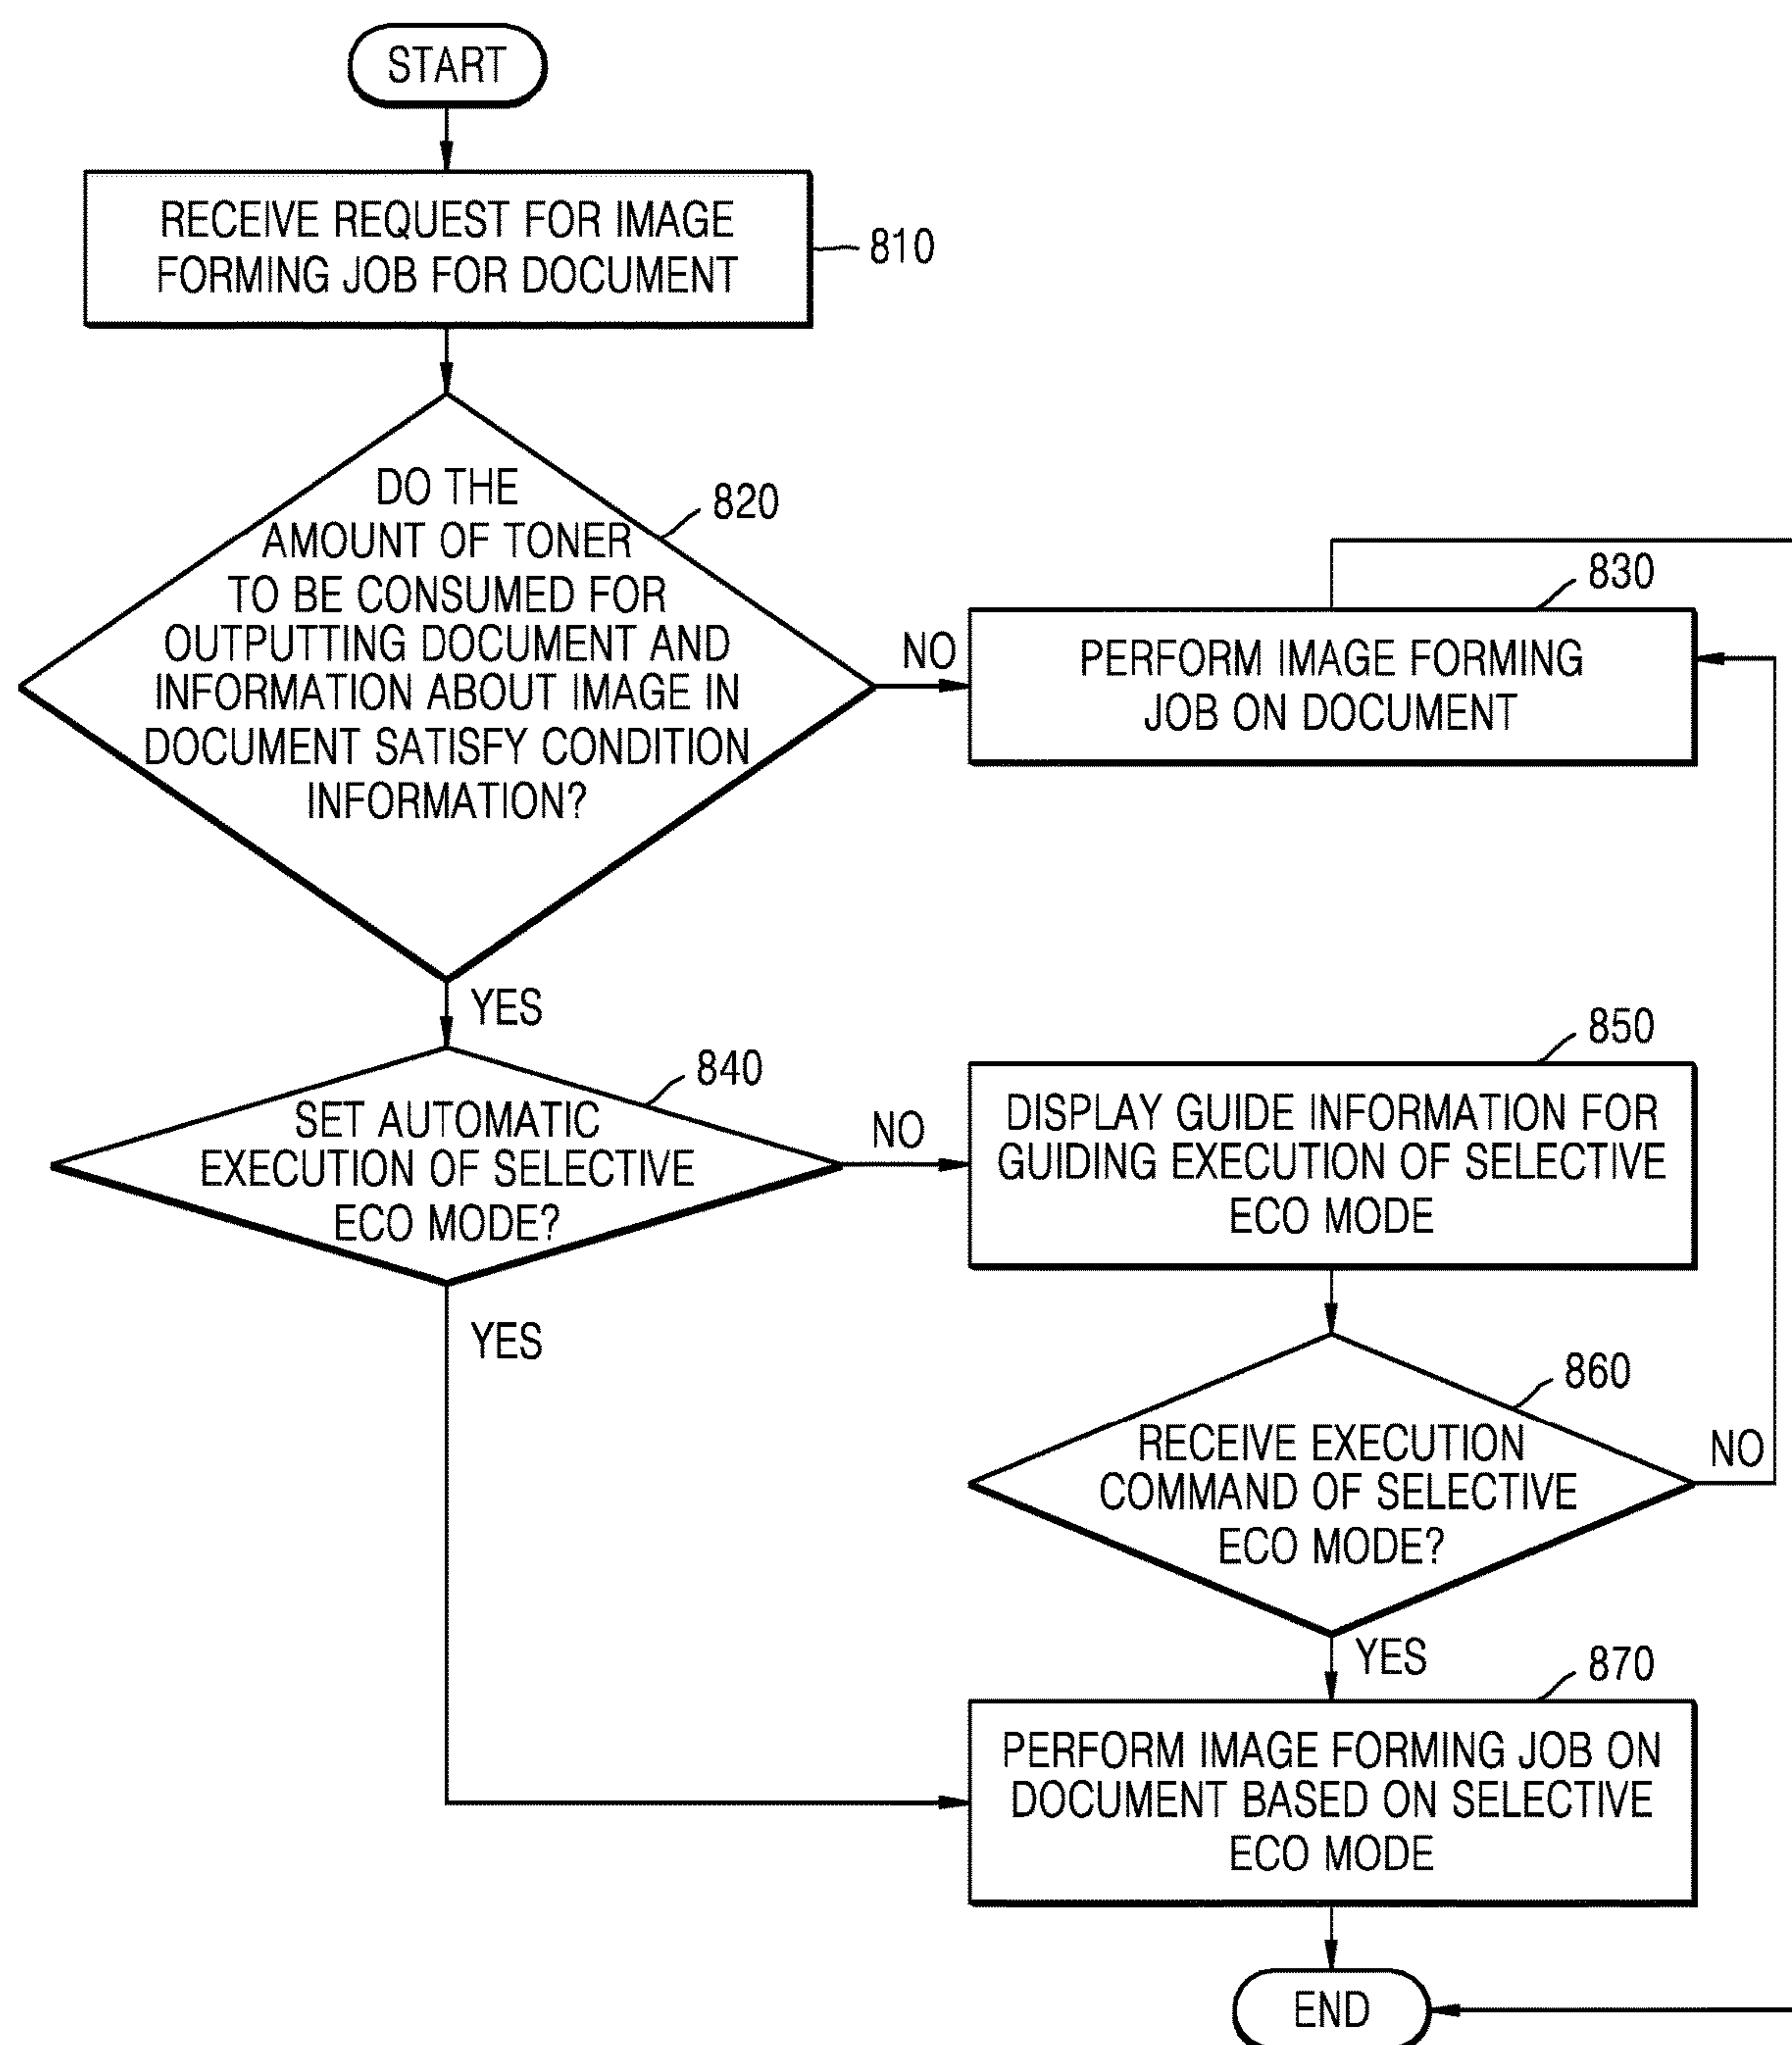 START
RECEIVE REQUEST FOR IMAGE
FORMING JOB FOR DOCUMENT
810
DO THE
AMOUNT OF TONER
TO BE CONSUMED FOR
OUTPUTTING DOCUMENT AND
INFORMATION ABOUT IMAGE IN
DOCUMENT SATISFY CONDITION
INFORMATION?
820
NO
830
PERFORM IMAGE FORMING
JOB ON DOCUMENT
YES
840
SET AUTOMATIC
EXECUTION OF SELECTIVE
ECO MODE?
NO
850
DISPLAY GUIDE INFORMATION FOR
GUIDING EXECUTION OF SELECTIVE
ECO MODE
YES
860
RECEIVE EXECUTION
COMMAND OF SELECTIVE
ECO MODE?
NO
YES
870
PERFORM IMAGE FORMING JOB ON
DOCUMENT BASED ON SELECTIVE
ECO MODE
END